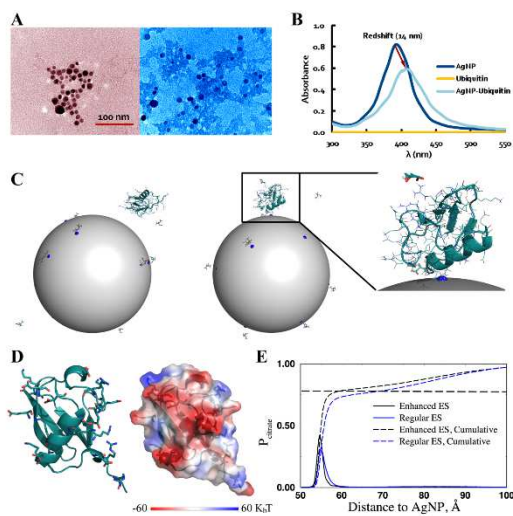 A
100 nm
B
Redshift (14 nm)
Absorbance
1.0
0.8
0.6
0.4
0.2
0.0
300 350 400 450 500 550
λ (nm)
AgNP
Ubiquitin
AgNP-Ubiquitin
C
D
-60 60 KbT
E
P citrate
1.00
0.75
0.50
0.25
0.00
50 60 70 80 90 100
Distance to AgNP, Å
Enhanced ES
Regular ES
Enhanced ES, Cumulative
Regular ES, Cumulative